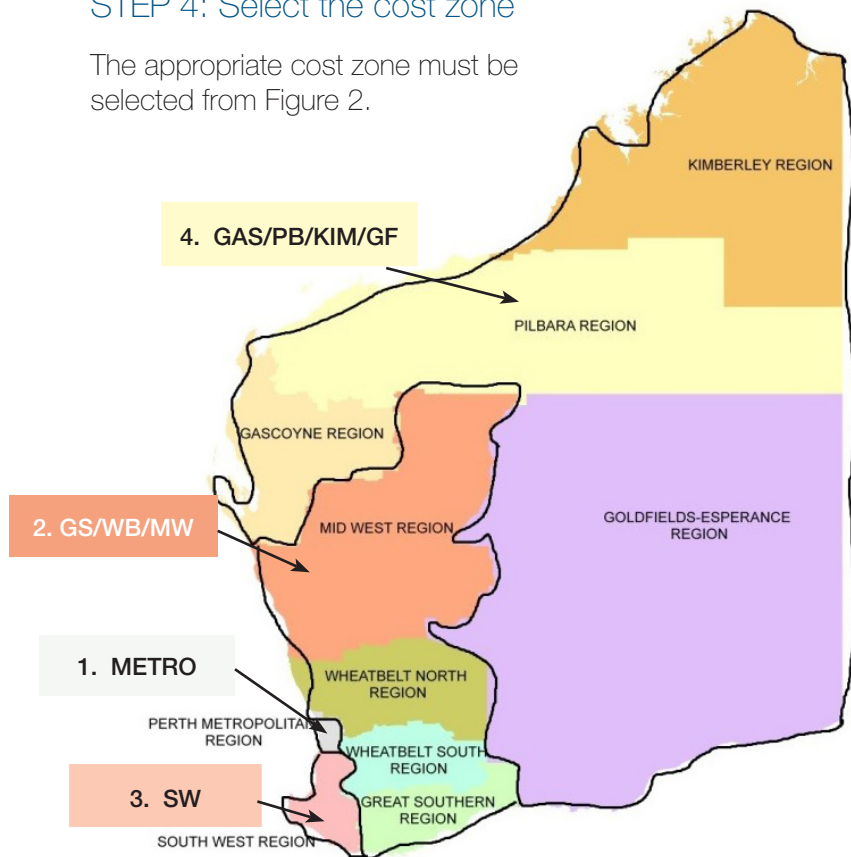 STEP 4: Select the cost zone
The appropriate cost zone must be
selected from Figure 2.
KIMBERLEY REGION
4. GAS/PB/KIM/GF
PILBARA REGION
GASCOYNE REGION
2. GS/WB/MW
MID WEST REGION
GOLDFIELDS-ESPERANCE
REGION
1. METRO
WHEATBELT NORTH
REGION
PERTH METROPOLITAN
REGION
WHEATBELT SOUTH
REGION
3. SW
GREAT SOUTHERN
REGION
SOUTH WEST REGION